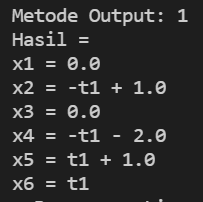 Metode Output: 1
Hasil =
x1 = 0.0
x2 = -t1 + 1.0
x3 = 0.0
x4 = -t1 - 2.0
x5 = t1 + 1.0
x6 = t1